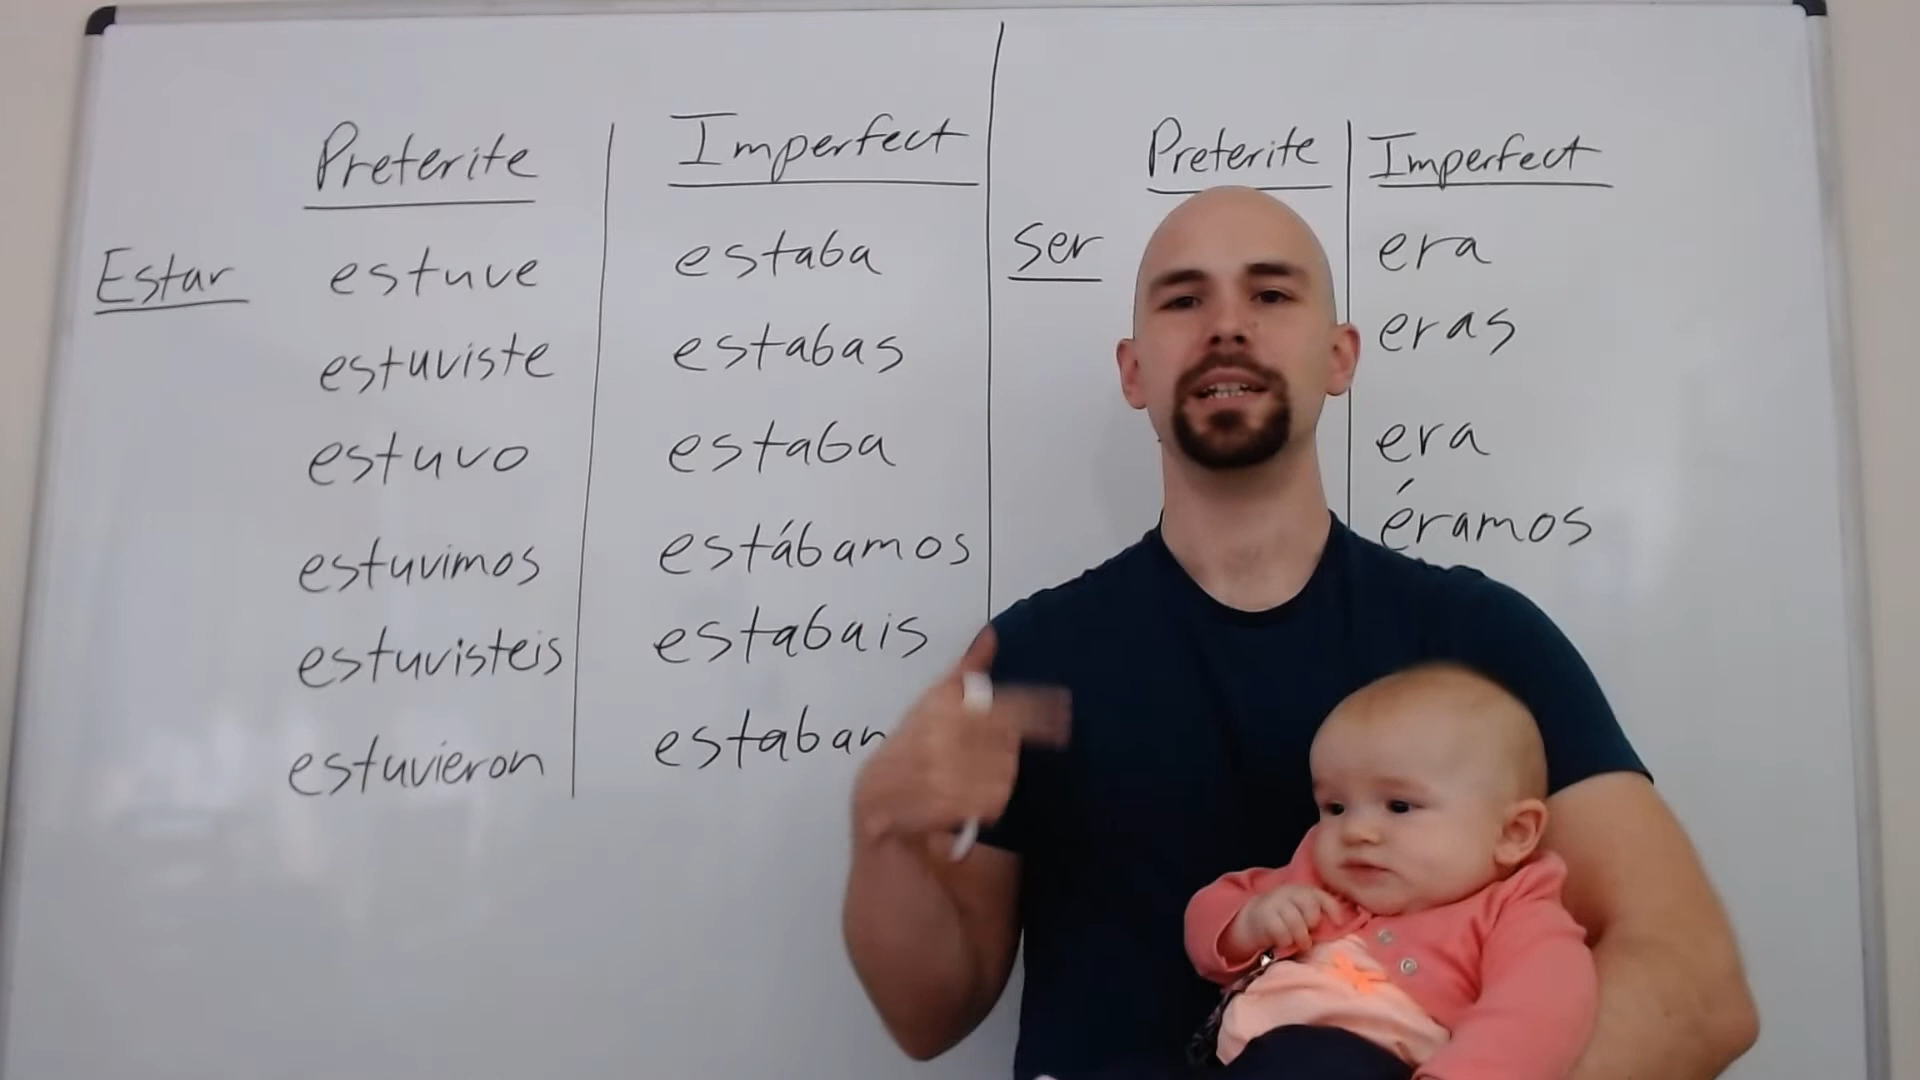 Preterite Imperfect Preterite Imperfect
Estar estuve estaba ser era
estuviste estabas eras
estuvo estaba era
estuvimos estábamos éramos
estuvisteis estabais
estuvieron estaban